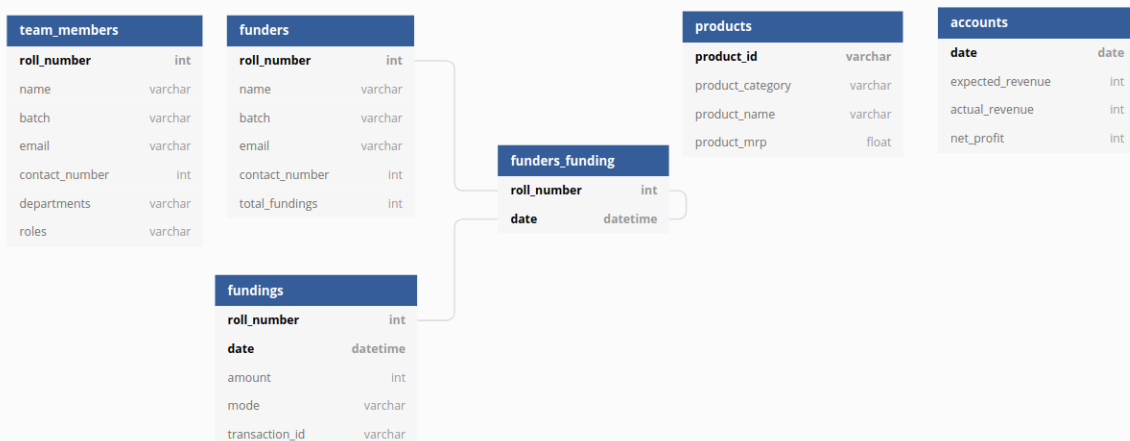 team_members
roll_number int
name varchar
batch varchar
email varchar
contact_number int
departments varchar
roles varchar
funders
roll_number int
name varchar
batch varchar
email varchar
contact_number int
total_fundings int
funders_funding
roll_number int
date datetime
fundings
roll_number int
date datetime
amount int
mode varchar
transaction_id varchar
products
product_id varchar
product_category varchar
product_name varchar
product_mrp float
accounts
date date
expected_revenue int
actual_revenue int
net_profit int